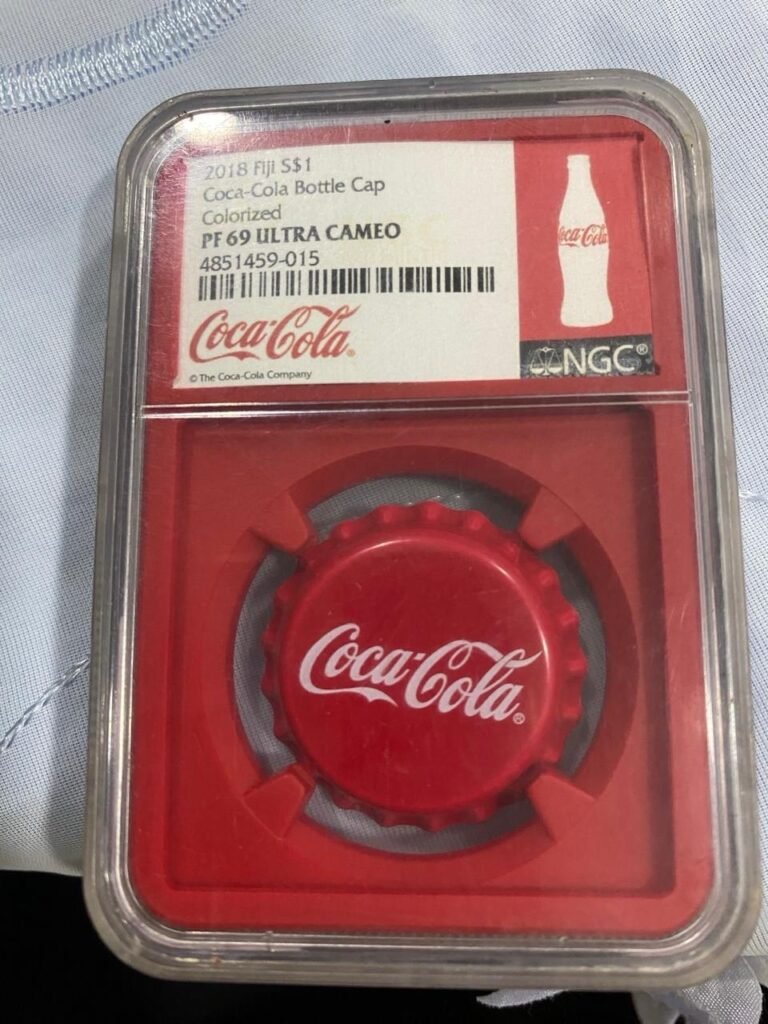 2018 Fiji S$1
Coca-Cola Bottle Cap
Colorized
PF 69 ULTRA CAMEO
4851459-015
Coca-Cola®
© The Coca-Cola Company
Coca-Cola
NGC®
Coca-Cola®